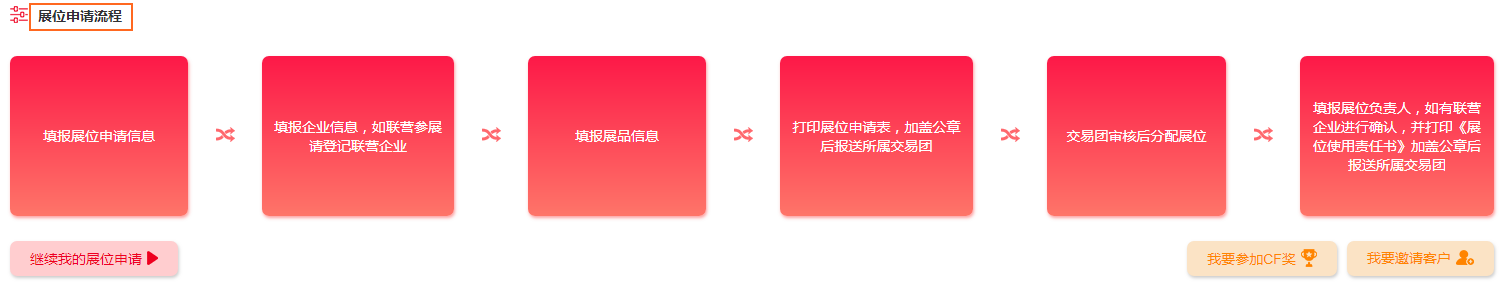 展位申请流程
填报展位申请信息
填报企业信息，如联营参展
请登记联营企业
填报展品信息
打印展位申请表，加盖公章
后报送所属交易团
交易团审核后分配展位
填报展位负责人，如有联营
企业进行确认，并打印《展
位使用责任书》加盖公章后
报送所属交易团
继续我的展位申请
我要参加CF奖
我要邀请客户